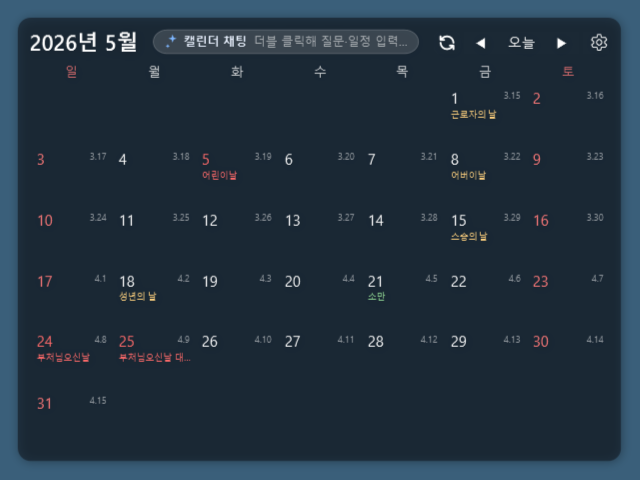 2026년 5월 캘린더 채팅 더블 클릭해 질문·일정 입력... 오늘
일 월 화 수 목 금 토
1 3.15 2 3.16
근로자의 날
3 3.17 4 3.18 5 3.19 6 3.20 7 3.21 8 3.22 9 3.23
어린이날 어버이날
10 3.24 11 3.25 12 3.26 13 3.27 14 3.28 15 3.29 16 3.30
스승의 날
17 4.1 18 4.2 19 4.3 20 4.4 21 4.5 22 4.6 23 4.7
성년의 날 소만
24 4.8 25 4.9 26 4.10 27 4.11 28 4.12 29 4.13 30 4.14
부처님오신날 부처님오신날 대...
31 4.15